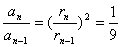 a_n / a_{n-1} = (r_n / r_{n-1})^2 = 1/9